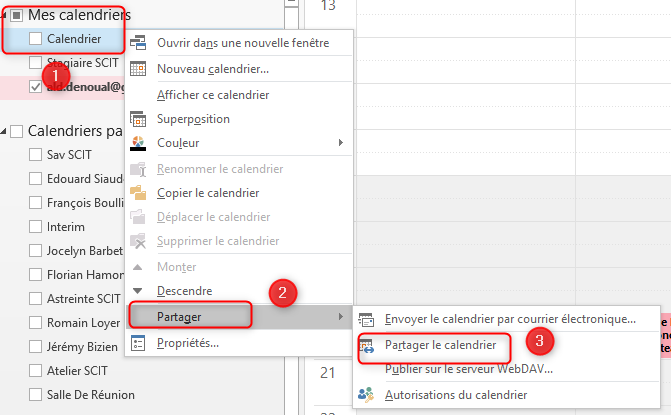 Mes calendriers
Calendrier
Stagiaire SCIT
ald.denoual@g
1
Calendriers pa
Sav SCIT
Edouard Siaud
François Boulli
Interim
Jocelyn Barbet
Florian Hamon
Astreinte SCIT
Romain Loyer
Jérémy Bizien
Atelier SCIT
Salle De Réunion
Ouvrir dans une nouvelle fenêtre
Nouveau calendrier...
Afficher ce calendrier
Superposition
Couleur
Renommer le calendrier
Copier le calendrier
Déplacer le calendrier
Supprimer le calendrier
Monter
Descendre
2
Partager
Propriétés...
Envoyer le calendrier par courrier électronique...
Partager le calendrier
3
Publier sur le serveur WebDAV...
Autorisations du calendrier
13
21
22